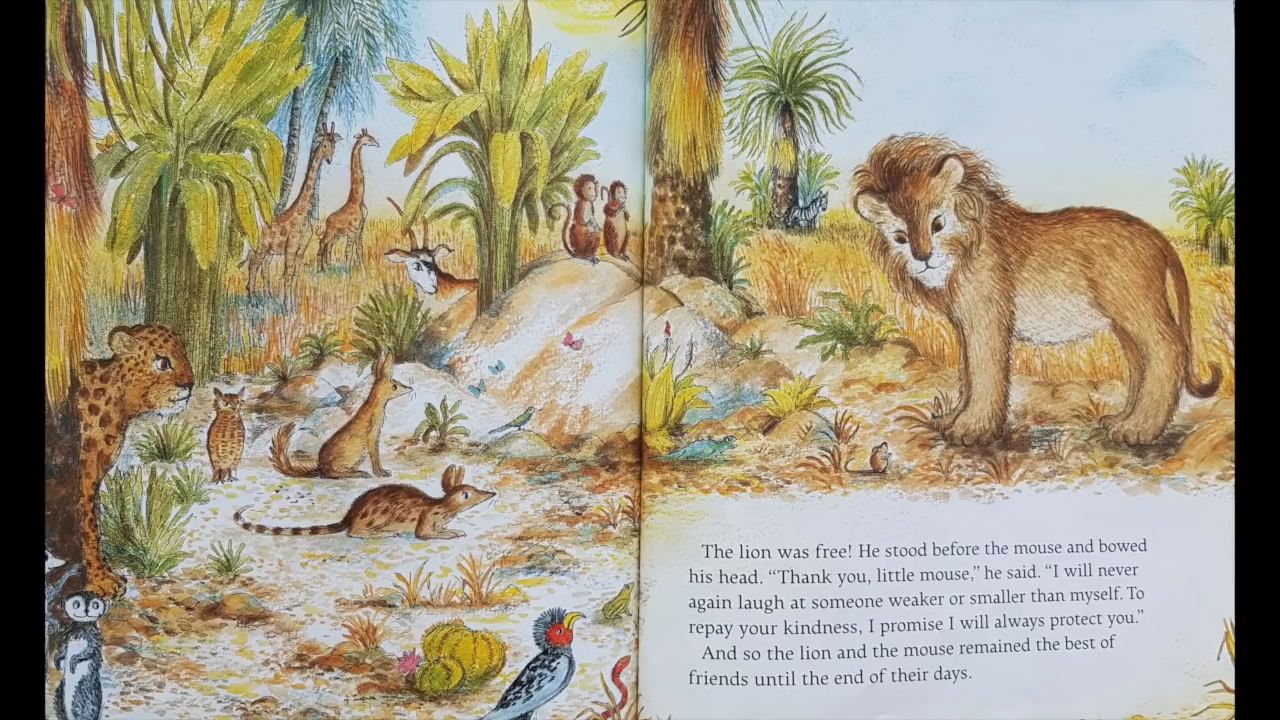 The lion was free! He stood before the mouse and bowed
his head. “Thank you, little mouse,” he said. “I will never
again laugh at someone weaker or smaller than myself. To
repay your kindness, I promise I will always protect you.”
And so the lion and the mouse remained the best of
friends until the end of their days.